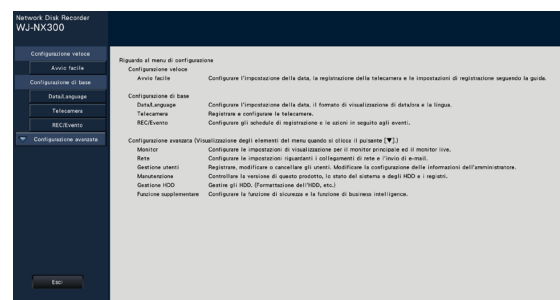 Network Disk Recorder
WJ-NX300
Configurazione veloce
Avvio facile
Configurazione di base
Data/Language
Telecamera
REC/Evento
Configurazione avanzata
Esci
Riguardo al menu di configurazione
Configurazione veloce
Avvio facile Configurare l'impostazione della data, la registrazione della telecamera e le impostazioni di registrazione seguendo la guida.
Configurazione di base
Data/Language Configurare l'impostazione della data, il formato di visualizzazione di data/ora e la lingua.
Telecamera Registrare e configurare le telecamere.
REC/Evento Configurare gli schedule di registrazione e le azioni in seguito agli eventi.
Configurazione avanzata (Visualizzazione degli elementi del menu quando si clicca il pulsante [▼].)
Monitor Configurare le impostazioni di visualizzazione per il monitor principale ed il monitor live.
Rete Configurare le impostazioni riguardanti i collegamenti di rete e l'invio di e-mail.
Gestione utenti Registrare, modificare o cancellare gli utenti. Modificare la configurazione delle informazioni dell'amministratore.
Manutenzione Controllare la versione di questo prodotto, lo stato del sistema e degli HDD e i registri.
Gestione HDD Gestire gli HDD. (Formattazione dell'HDD, etc.)
Funzione supplementare Configurare la funzione di sicurezza e la funzione di business intelligence.